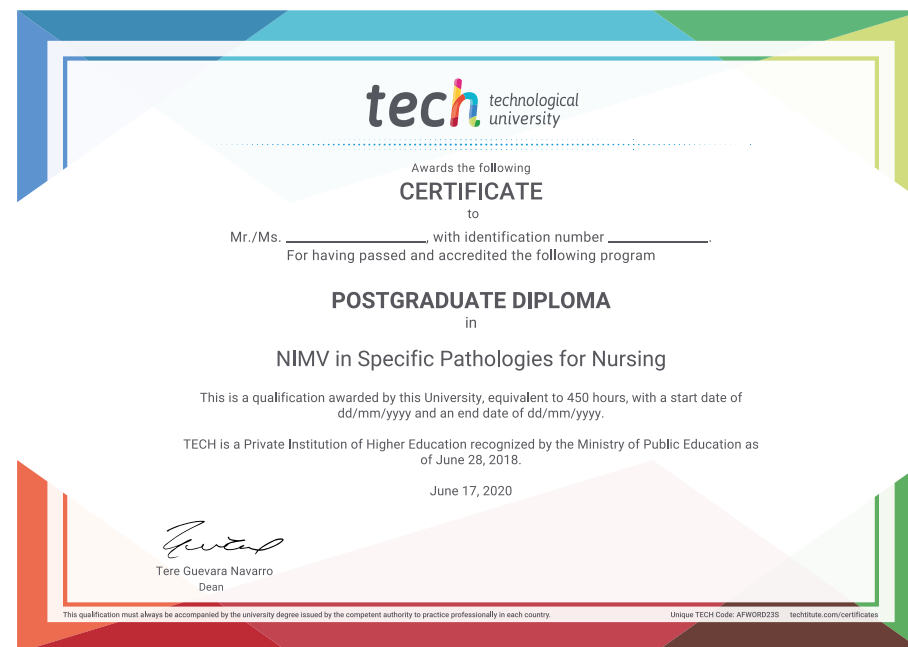 tech technological university
Awards the following
CERTIFICATE
to
Mr./Ms. ____________________, with identification number ______________.
For having passed and accredited the following program
POSTGRADUATE DIPLOMA
in
NIMV in Specific Pathologies for Nursing
This is a qualification awarded by this University, equivalent to 450 hours, with a start date of
dd/mm/yyyy and an end date of dd/mm/yyyy.
TECH is a Private Institution of Higher Education recognized by the Ministry of Public Education as
of June 28, 2018.
June 17, 2020
Tere Guevara Navarro
Dean
This qualification must always be accompanied by the university degree issued by the competent authority to practice professionally in each country. Unique TECH Code: AFWORD23S techtitute.com/certificates